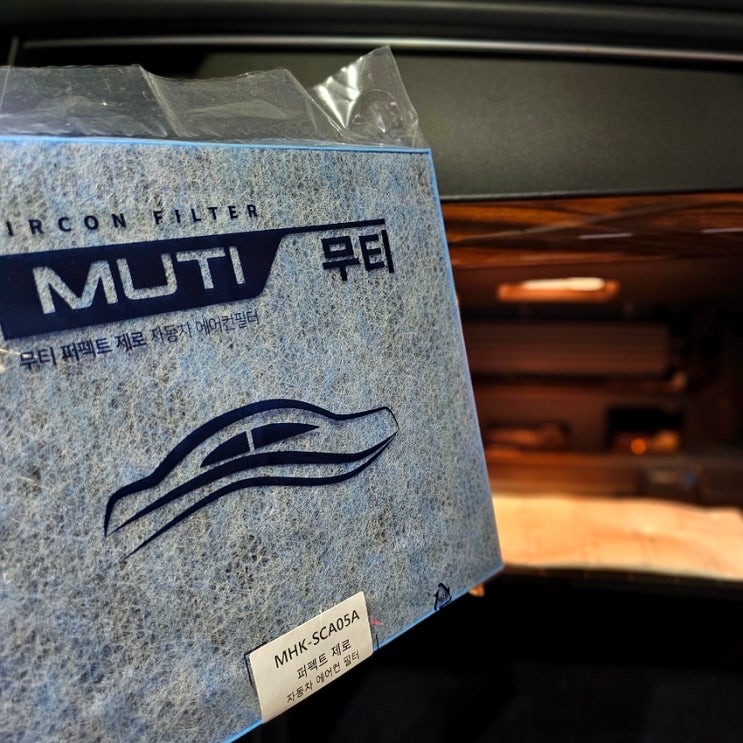 IRCON FILTER
MUTI 무티
무티 퍼펙트 제로 자동차 에어컨필터
MHK-SCA05A
퍼펙트 제로
자동차 에어컨 필터